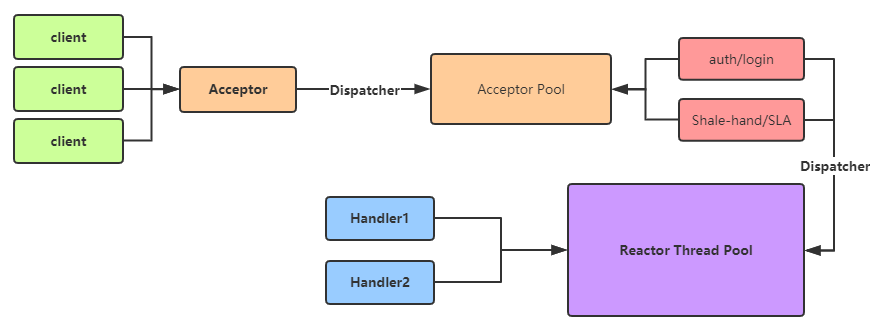 client
client
client
Acceptor
Dispatcher
Acceptor Pool
auth/login
Shale-hand/SLA
Dispatcher
Handler1
Handler2
Reactor Thread Pool